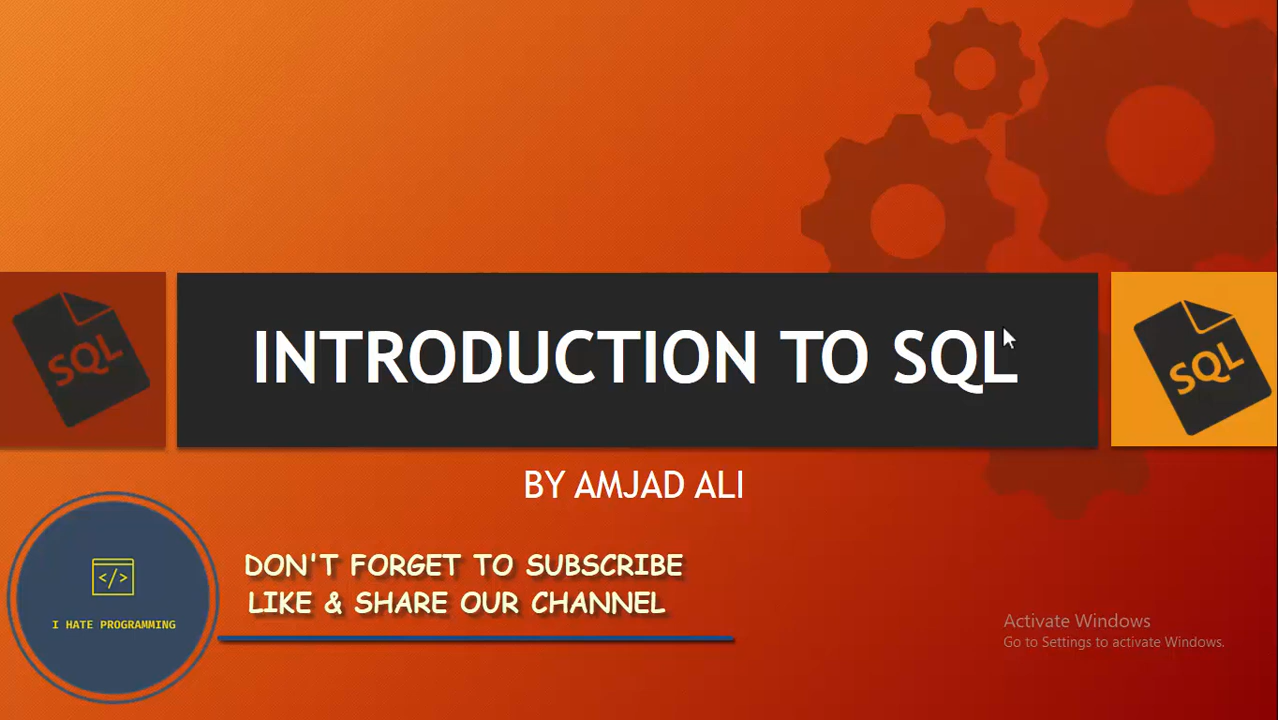 SQL
INTRODUCTION TO SQL
SQL
BY AMJAD ALI
</>
I HATE PROGRAMMING
DON'T FORGET TO SUBSCRIBE
LIKE & SHARE OUR CHANNEL
Activate Windows
Go to Settings to activate Windows.